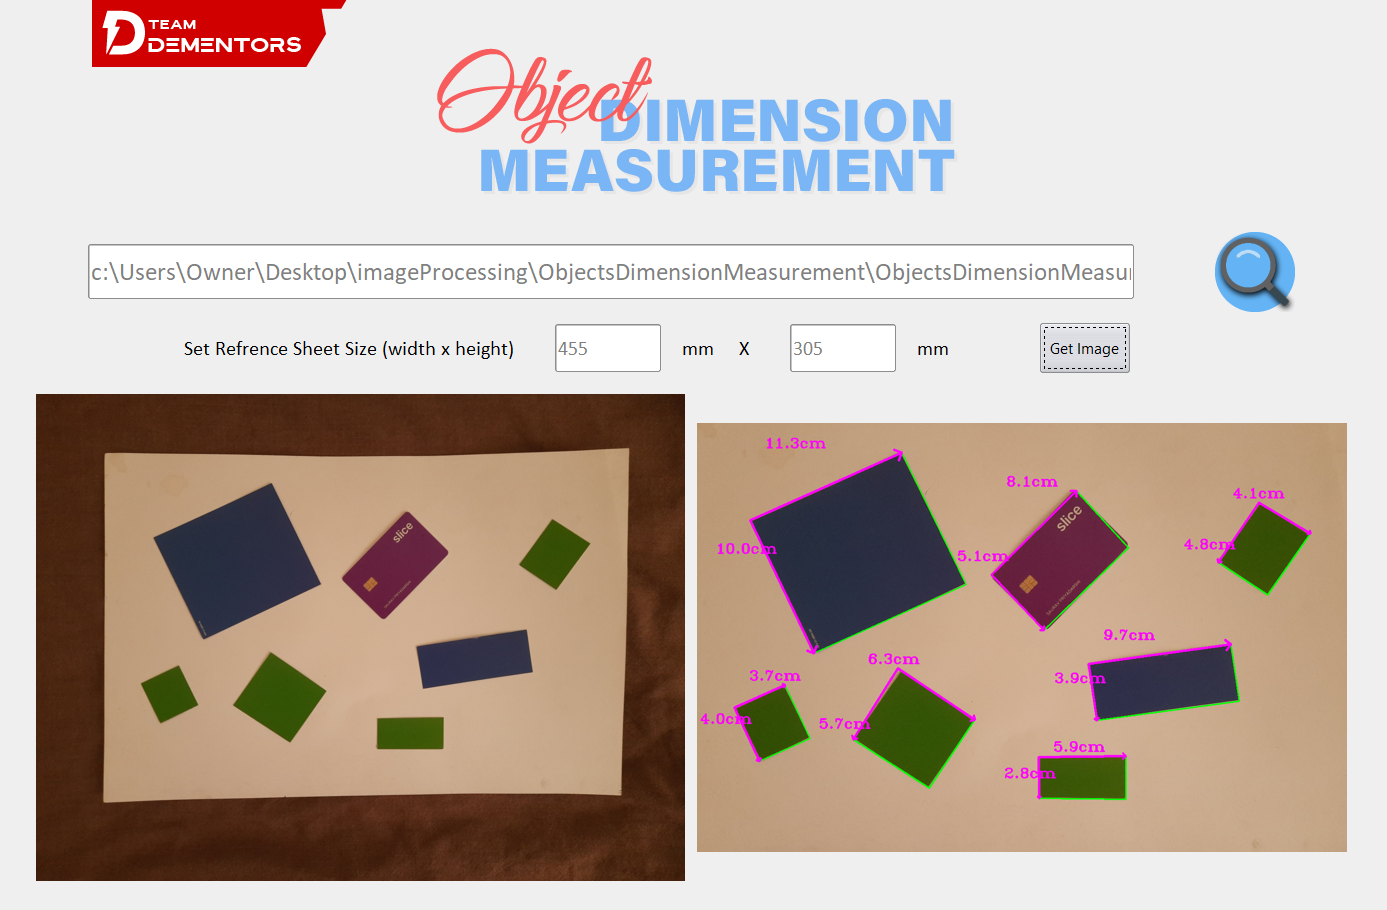 TEAM
DEMENTORS
Object
DIMENSION
MEASUREMENT
c:\Users\Owner\Desktop\imageProcessing\ObjectsDimensionMeasurement\ObjectsDimensionMeasur
Set Refrence Sheet Size (width x height) 455 mm X 305 mm Get Image
slice
11.3cm
10.0cm
8.1cm
5.1cm
slice
4.1cm
4.8cm
3.7cm
4.0cm
6.3cm
5.7cm
9.7cm
3.9cm
5.9cm
2.8cm